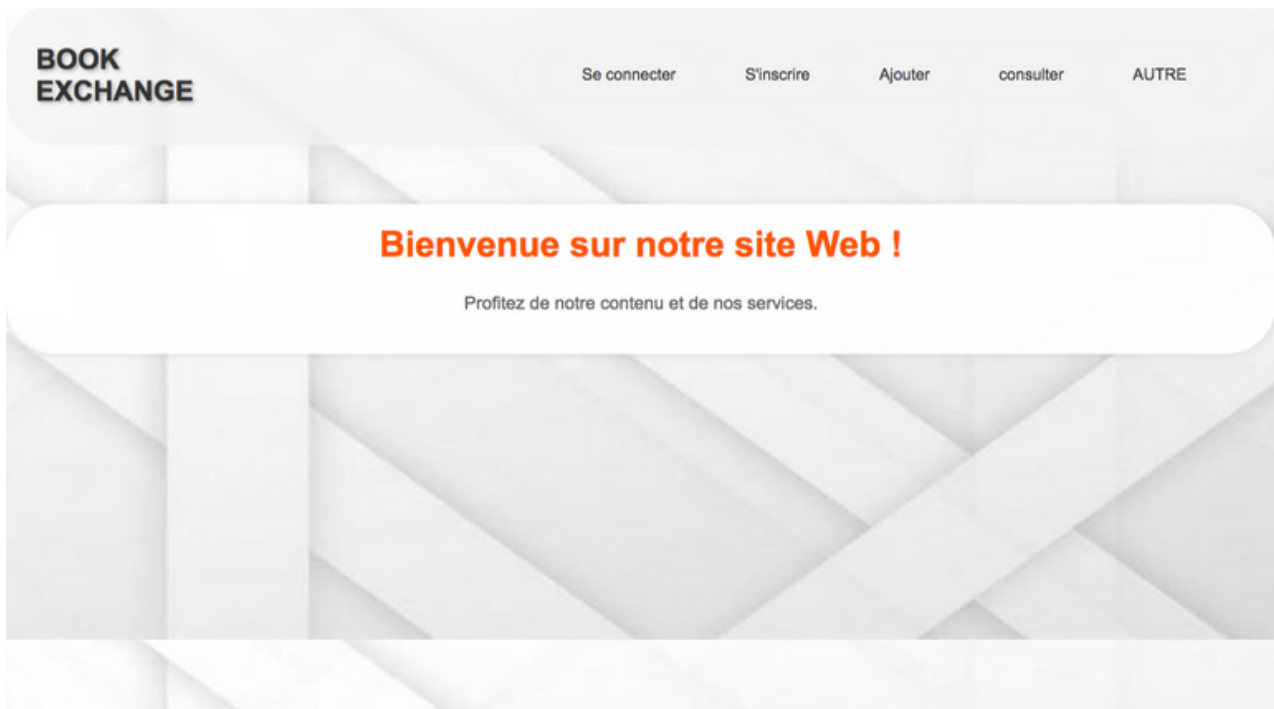 BOOK
EXCHANGE
Se connecter S'inscrire Ajouter consulter AUTRE
Bienvenue sur notre site Web !
Profitez de notre contenu et de nos services.